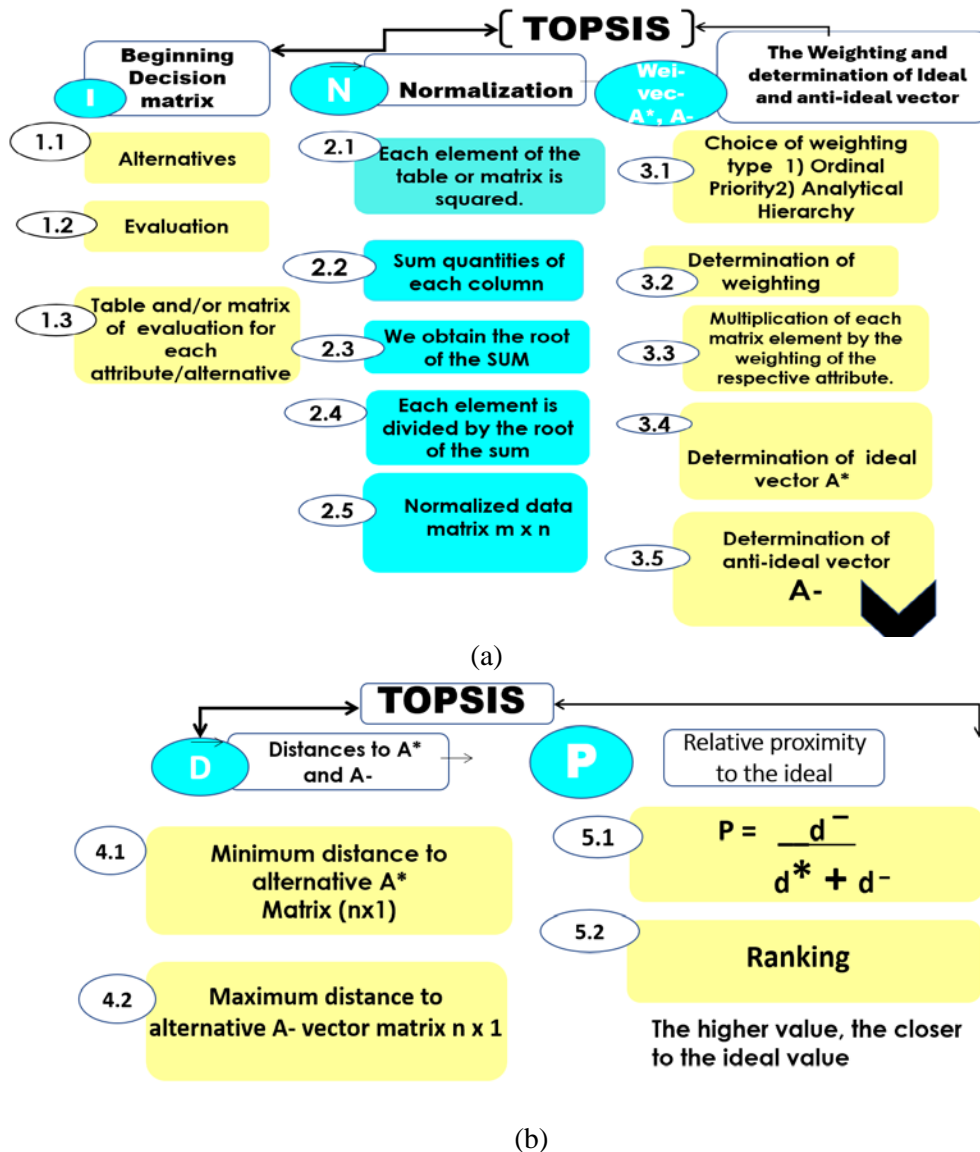 [TOPSIS]
Beginning
Decision
matrix
I
1.1
Alternatives
1.2
Evaluation
1.3
Table and/or matrix
of evaluation for
each
attribute/alternative
N
Normalization
2.1
Each element of the
table or matrix is
squared.
2.2
Sum quantities of
each column
2.3
We obtain the root
of the SUM
2.4
Each element is
divided by the root
of the sum
2.5
Normalized data
matrix m x n
Wei-
vec-
A*, A-
The Weighting and
determination of Ideal
and anti-ideal vector
3.1
Choice of weighting
type 1) Ordinal
Priority2) Analytical
Hierarchy
3.2
Determination of
weighting
3.3
Multiplication of each
matrix element by the
weighting of the
respective attribute.
3.4
Determination of ideal
vector A*
3.5
Determination of
anti-ideal vector
A-
(a)
TOPSIS
D
Distances to A*
and A-
4.1
Minimum distance to
alternative A*
Matrix (nx1)
4.2
Maximum distance to
alternative A- vector matrix n x 1
P
Relative proximity
to the ideal
5.1
P = __d⁻
d* + d⁻
5.2
Ranking
The higher value, the closer
to the ideal value
(b)